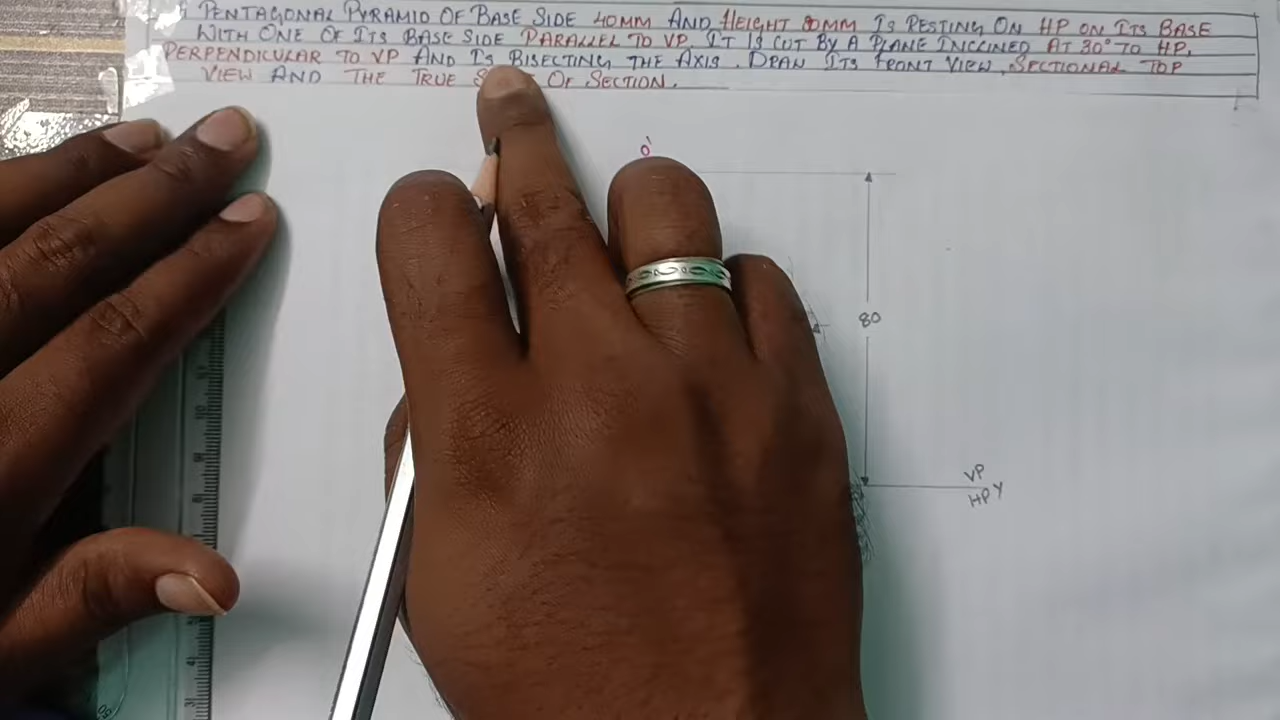 A PENTAGONAL PYRAMID OF BASE SIDE 40MM AND HEIGHT 80MM IS RESTING ON HP ON ITS BASE
WITH ONE OF ITS BASE SIDE PARALLEL TO VP. IT IS CUT BY A PLANE INCLINED AT 30° TO HP,
PERPENDICULAR TO VP AND IS BISECTING THE AXIS. DRAW ITS FRONT VIEW, SECTIONAL TOP
VIEW AND THE TRUE OF SECTION.
o'
80
VP
HP Y